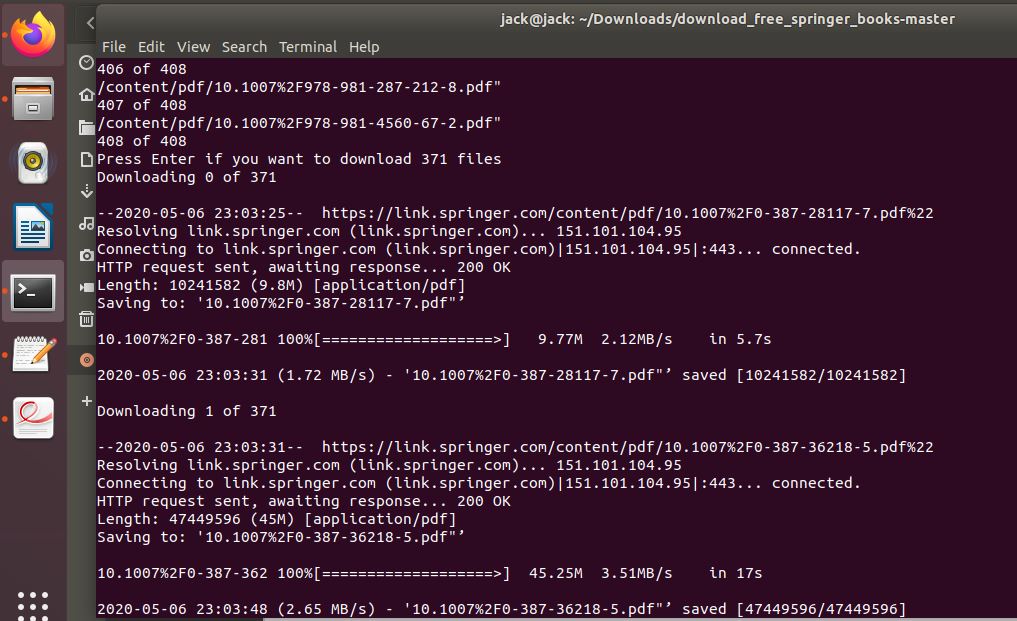 jack@jack: ~/Downloads/download_free_springer_books-master
File Edit View Search Terminal Help
406 of 408
/content/pdf/10.1007%2F978-981-287-212-8.pdf"
407 of 408
/content/pdf/10.1007%2F978-981-4560-67-2.pdf"
408 of 408
Press Enter if you want to download 371 files
Downloading 0 of 371
--2020-05-06 23:03:25--  https://link.springer.com/content/pdf/10.1007%2F0-387-28117-7.pdf%22
Resolving link.springer.com (link.springer.com)... 151.101.104.95
Connecting to link.springer.com (link.springer.com)|151.101.104.95|:443... connected.
HTTP request sent, awaiting response... 200 OK
Length: 10241582 (9.8M) [application/pdf]
Saving to: '10.1007%2F0-387-28117-7.pdf"’
10.1007%2F0-387-281 100%[===================>]   9.77M  2.12MB/s    in 5.7s
2020-05-06 23:03:31 (1.72 MB/s) - '10.1007%2F0-387-28117-7.pdf"’ saved [10241582/10241582]
Downloading 1 of 371
--2020-05-06 23:03:31--  https://link.springer.com/content/pdf/10.1007%2F0-387-36218-5.pdf%22
Resolving link.springer.com (link.springer.com)... 151.101.104.95
Connecting to link.springer.com (link.springer.com)|151.101.104.95|:443... connected.
HTTP request sent, awaiting response... 200 OK
Length: 47449596 (45M) [application/pdf]
Saving to: '10.1007%2F0-387-36218-5.pdf"’
10.1007%2F0-387-362 100%[===================>]  45.25M  3.51MB/s    in 17s
2020-05-06 23:03:48 (2.65 MB/s) - '10.1007%2F0-387-36218-5.pdf"’ saved [47449596/47449596]